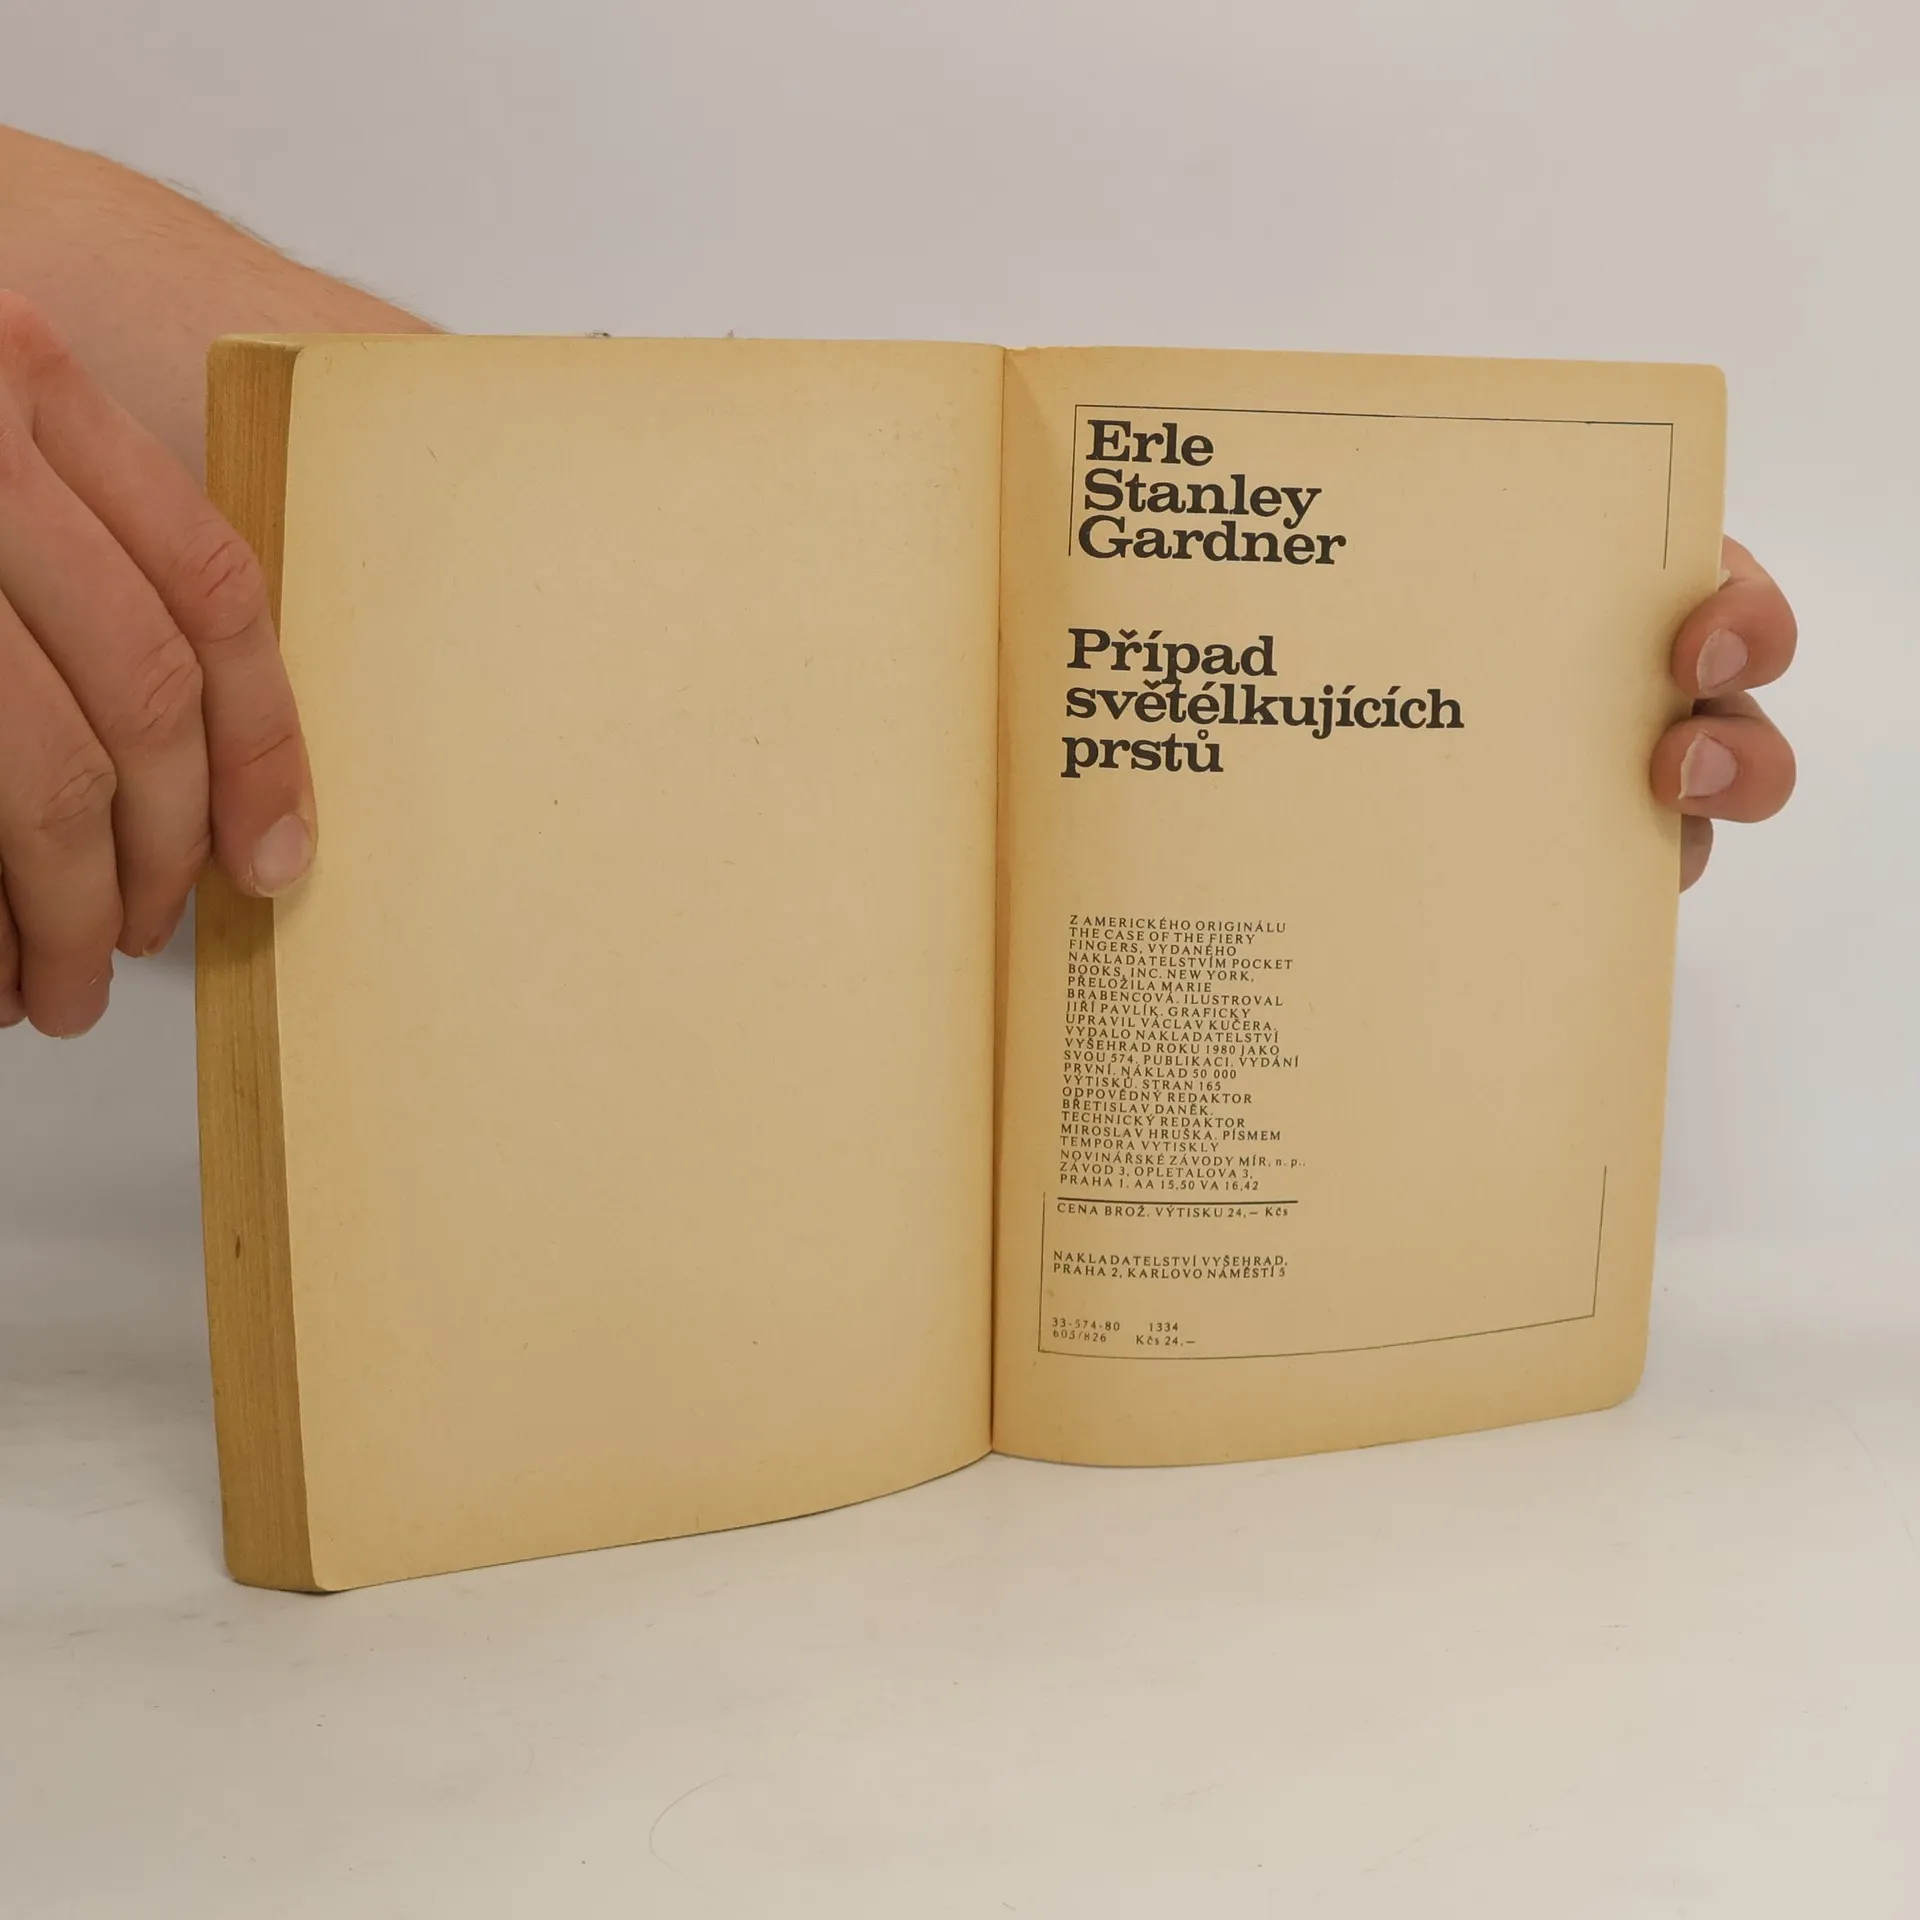 Erle
Stanley
Gardner
Případ
světélkujících
prstů
Z AMERICKÉHO ORIGINÁLU
THE CASE OF THE FIERY
FINGERS, VYDANÉHO
NAKLADATELSTVÍM POCKET
BOOKS, INC. NEW YORK,
PŘELOŽILA MARIE
BRABENCOVÁ. ILUSTROVAL
JIŘÍ PAVLÍK. GRAFICKY
UPRAVIL VÁCLAV KUČERA.
VYDALO NAKLADATELSTVÍ
VYŠEHRAD ROKU 1980 JAKO
SVOU 574. PUBLIKACI. VYDÁNÍ
PRVNÍ. NÁKLAD 50 000
VÝTISKŮ. STRAN 165
ODPOVĚDNÝ REDAKTOR
BŘETISLAV DANĚK.
TECHNICKÝ REDAKTOR
MIROSLAV HRUŠKA. PÍSMEM
TEMPORA VYTISKLY
NOVINÁŘSKÉ ZÁVODY MÍR, n. p.,
ZÁVOD 3, OPLETALOVA 3,
PRAHA 1. AA 15,50 VA 16,42
CENA BROŽ. VÝTISKU 24,— Kčs
NAKLADATELSTVÍ VYŠEHRAD,
PRAHA 2, KARLOVO NÁMĚSTÍ 5
33-574-80 1334
605/826 Kčs 24,—